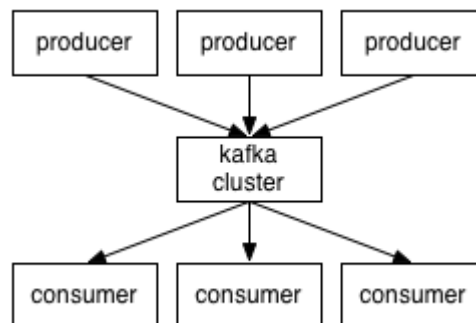 producer producer producer
kafka
cluster
consumer consumer consumer